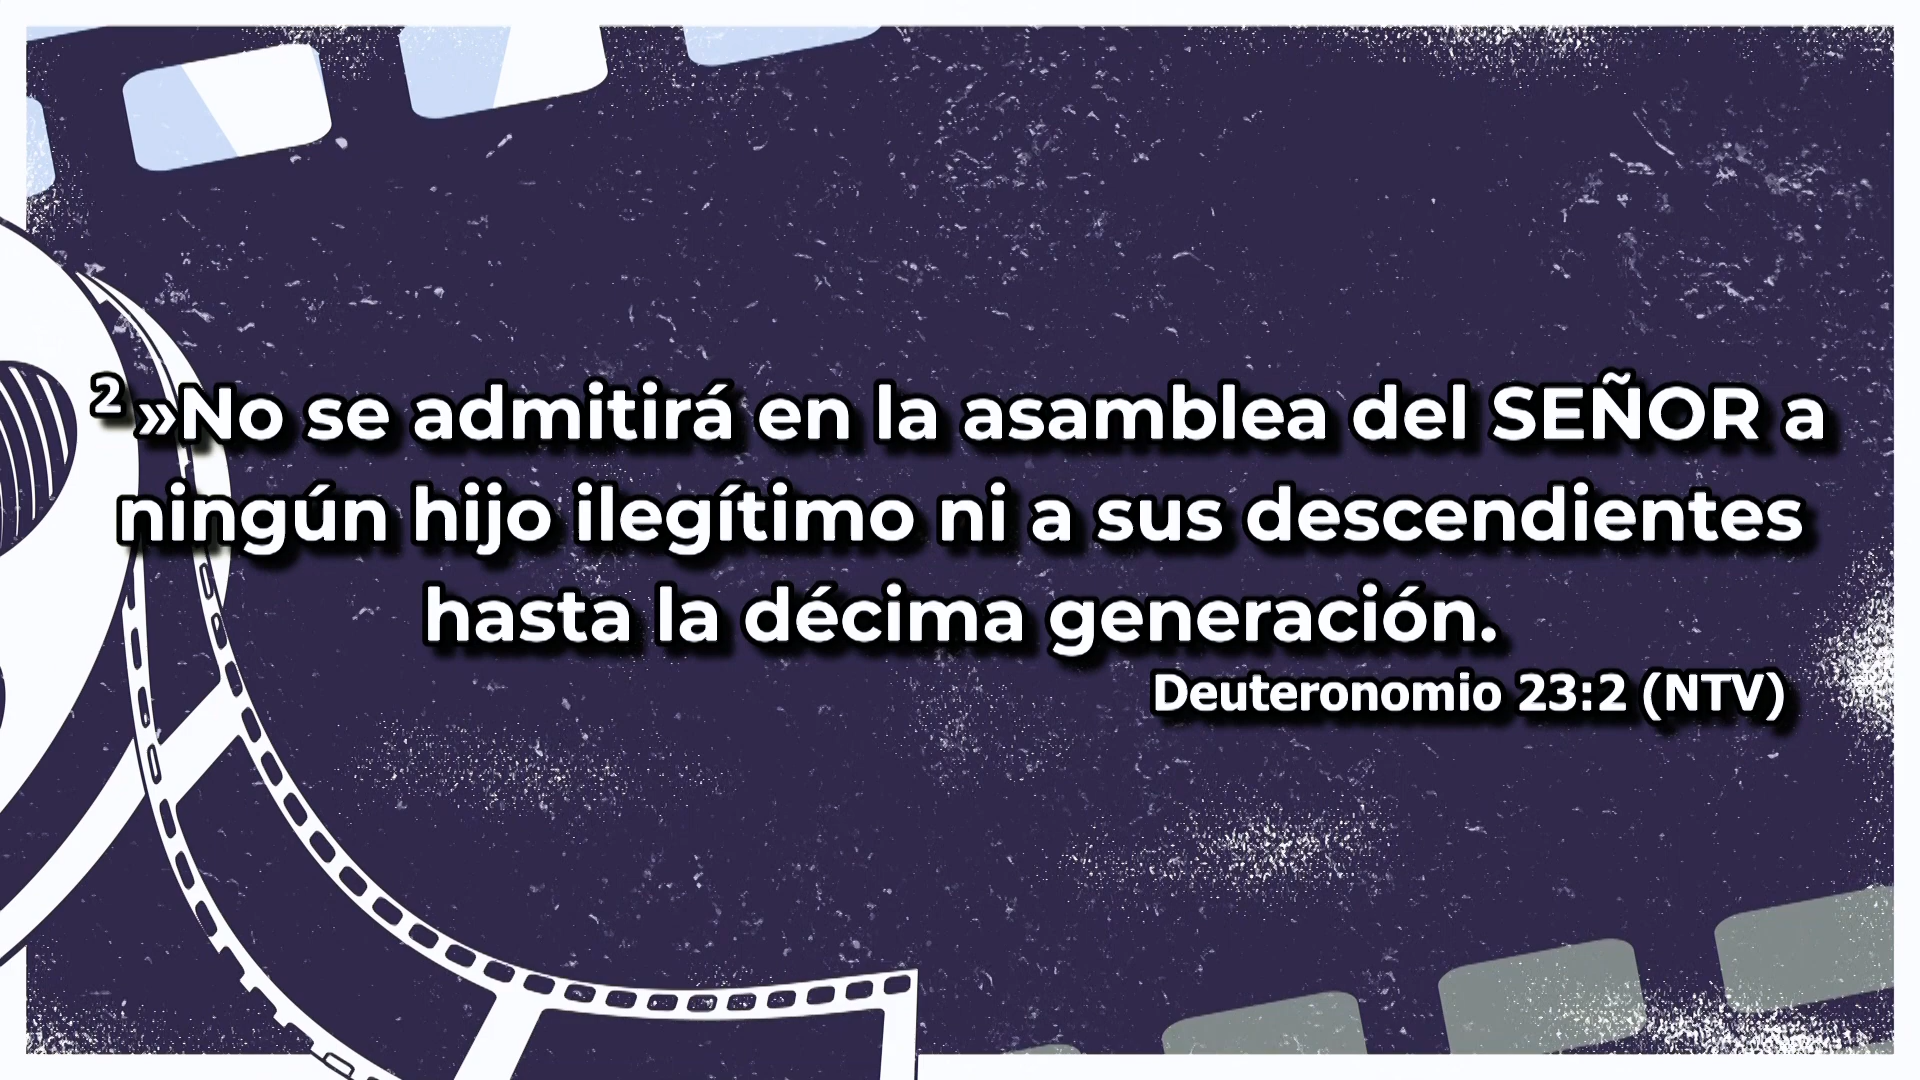 2 »No se admitirá en la asamblea del SEÑOR a
ningún hijo ilegítimo ni a sus descendientes
hasta la décima generación.
Deuteronomio 23:2 (NTV)